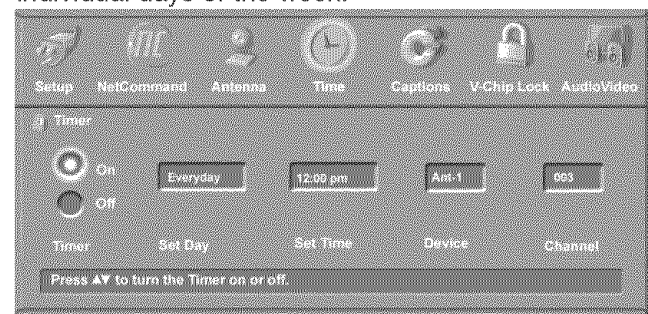 individual days of the week.
Setup NetCommand Antenna Time Captions V-Chip Lock AudioVideo
Timer
On
Off
Everyday 12:00 pm Ant-1 003
Timer Set Day Set Time Device Channel
Press ▲▼ to turn the Timer on or off.